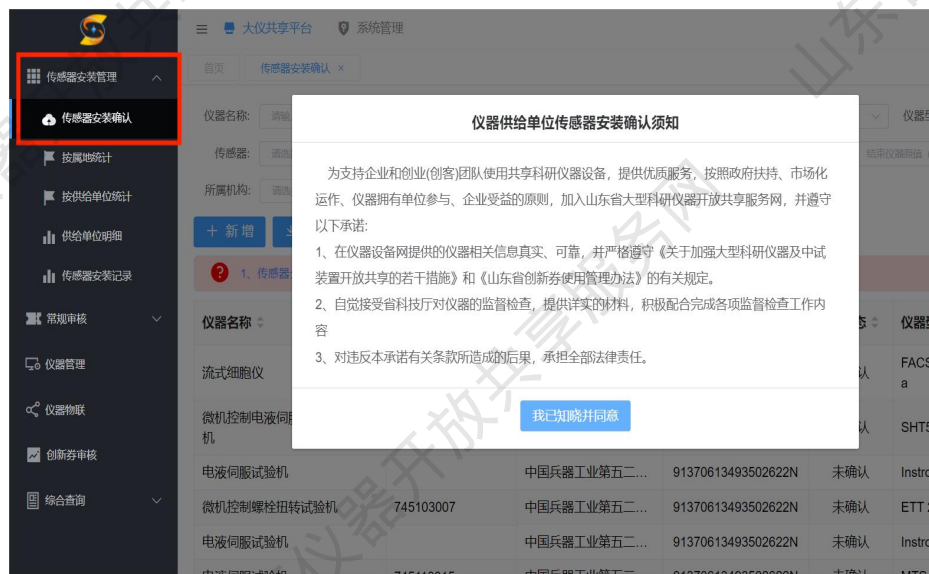 大仪共享平台 系统管理
传感器安装管理
传感器安装确认
按属地统计
按供给单位统计
供给单位明细
传感器安装记录
常规审核
仪器管理
仪器物联
创新券审核
综合查询
首页 传感器安装确认 ×
仪器名称:
传感器:
所属机构:
+ 新增
1、传感器
仪器供给单位传感器安装确认须知
为支持企业和创业(创客)团队使用共享科研仪器设备，提供优质服务，按照政府扶持、市场化
运作、仪器拥有单位参与、企业受益的原则，加入山东省大型科研仪器开放共享服务网，并遵守
以下承诺:
1、在仪器设备网提供的仪器相关信息真实、可靠，并严格遵守《关于加强大型科研仪器及中试
装置开放共享的若干措施》和《山东省创新券使用管理办法》的有关规定。
2、自觉接受省科技厅对仪器的监督检查，提供详实的材料，积极配合完成各项监督检查工作内
容
3、对违反本承诺有关条款所造成的后果，承担全部法律责任。
我已知晓并同意
仪器名称
流式细胞仪 FACS
a
微机控制电液伺服
机 SHT5
电液伺服试验机 中国兵器工业第五二... 91370613493502622N 未确认 Instro
微机控制螺栓扭转试验机 745103007 中国兵器工业第五二... 91370613493502622N 未确认 ETT
电液伺服试验机 中国兵器工业第五二... 91370613493502622N 未确认 Instro